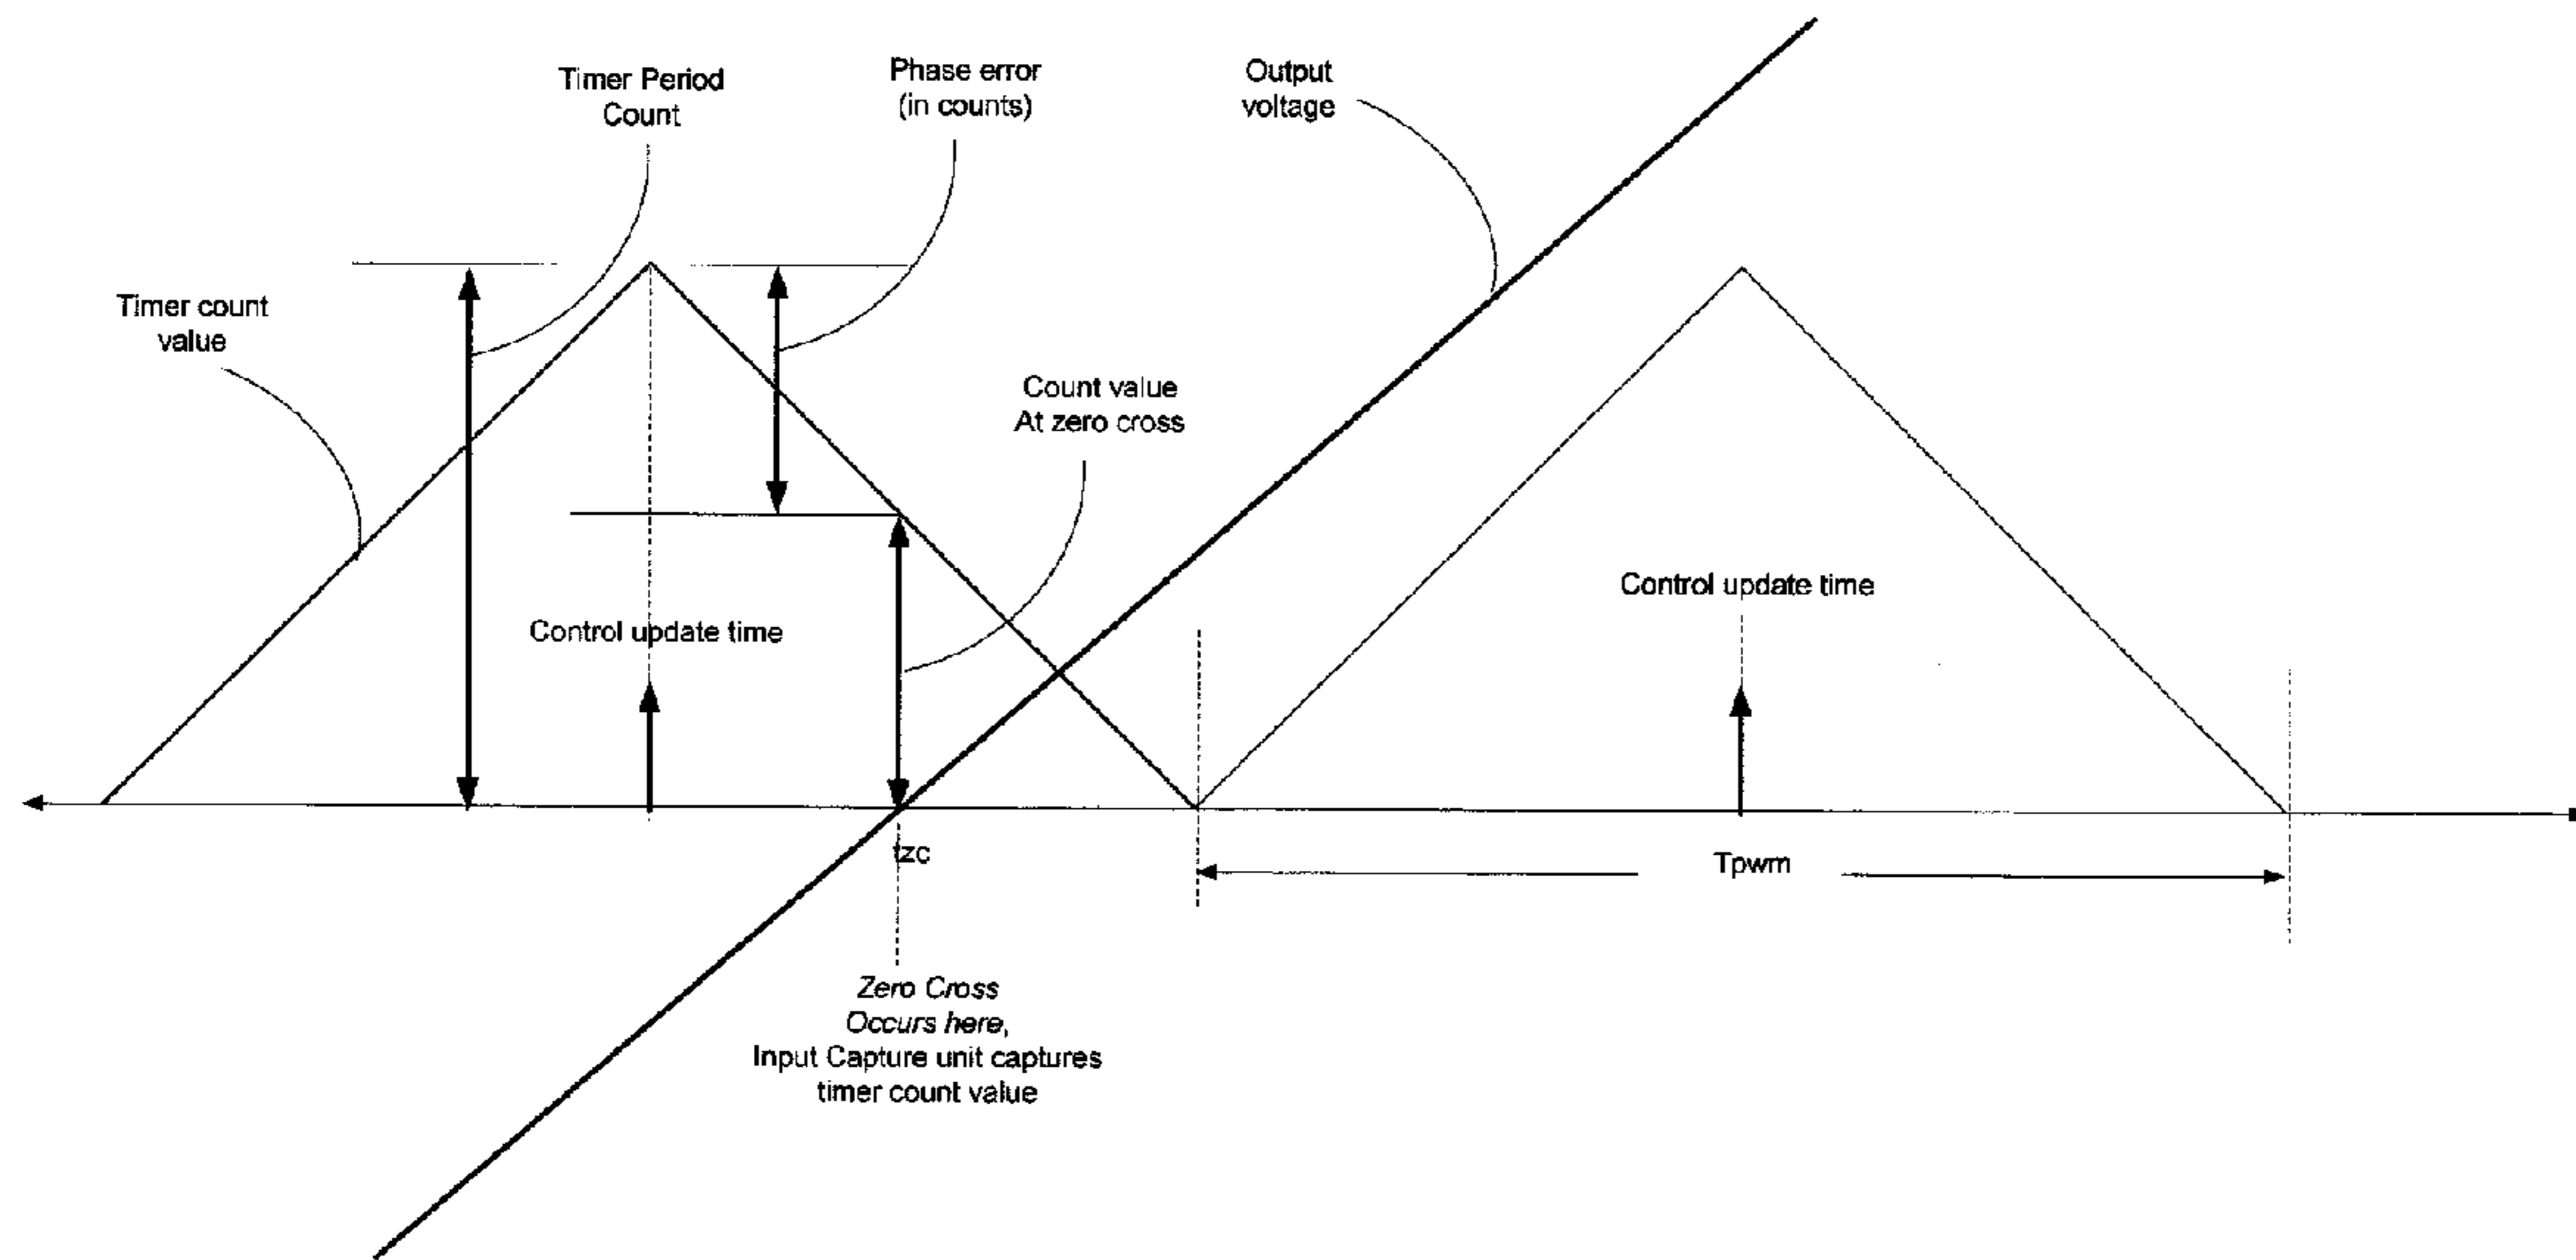 Timer Period
Count
Phase error
(in counts)
Output
voltage
Timer count
value
Count value
At zero cross
Control update time
Control update time
tzc
Tpwm
Zero Cross
Occurs here,
Input Capture unit captures
timer count value